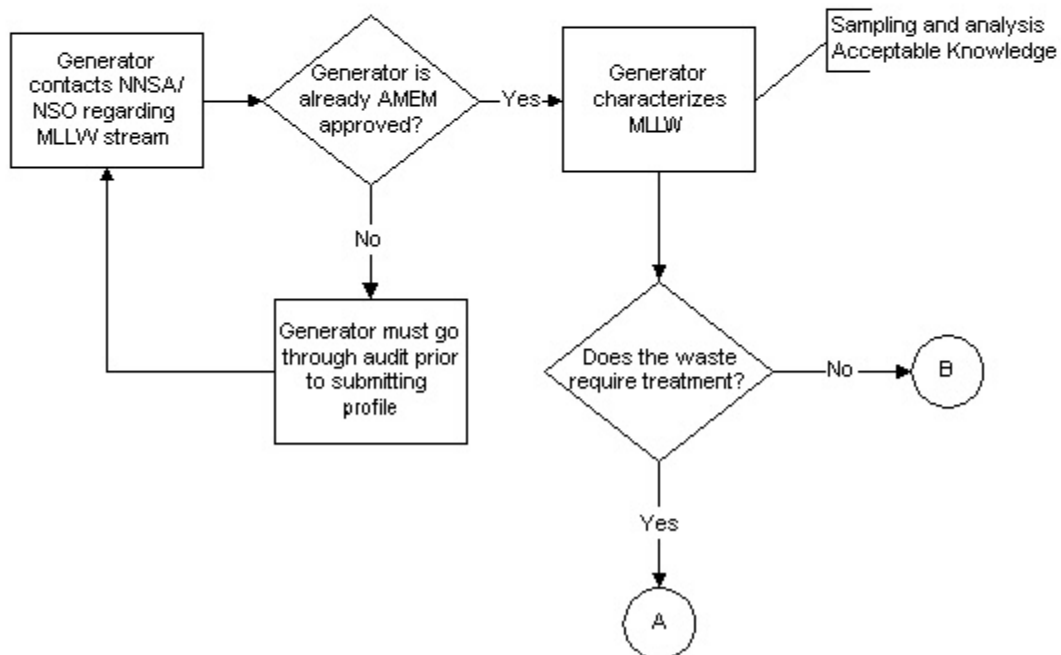 Generator
contacts NNSA/
NSO regarding
MLLW stream
Generator is
already AMEM
approved?
Yes
Generator
characterizes
MLLW
Sampling and analysis
Acceptable Knowledge
No
Generator must go
through audit prior
to submitting
profile
Does the waste
require treatment?
No
B
Yes
A